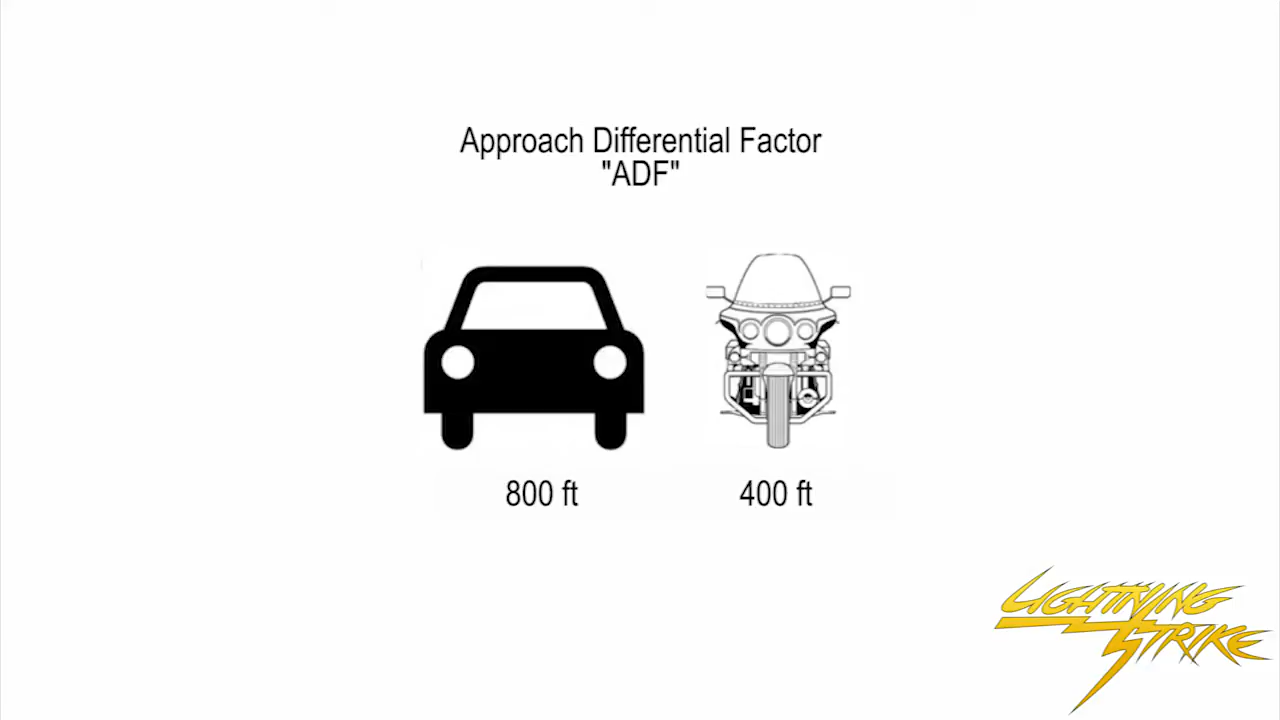 Approach Differential Factor
"ADF"
800 ft
400 ft
LIGHTNING
STRIKE